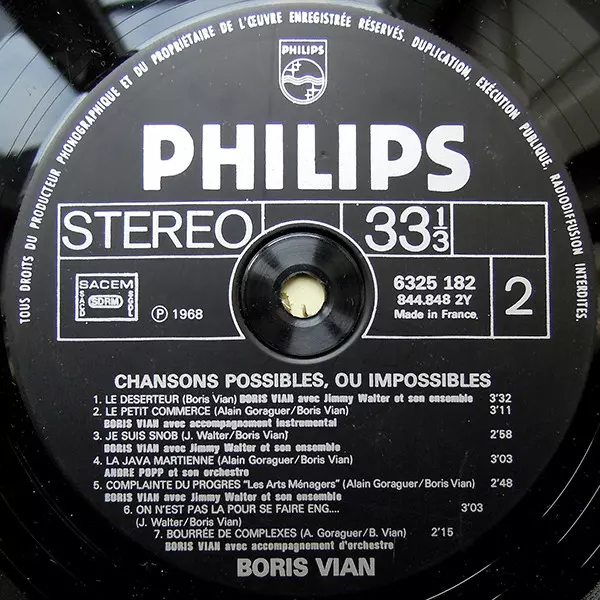 TOUS DROITS DU PRODUCTEUR PHONOGRAPHIQUE ET DU PROPRIÉTAIRE DE L'ŒUVRE ENREGISTRÉE RÉSERVÉS. DUPLICATION, EXÉCUTION PUBLIQUE, RADIODIFFUSION INTERDITES.
PHILIPS
PHILIPS
STEREO
33 1/3
SACEM
SACD
SDRM
SGDL
Ⓟ 1968
6325 182
844.848 2Y
Made in France
2
CHANSONS POSSIBLES, OU IMPOSSIBLES
1. LE DESERTEUR (Boris Vian) BORIS VIAN avec Jimmy Walter et son ensemble 3'32
2. LE PETIT COMMERCE (Alain Goraguer/Boris Vian) 3'11
BORIS VIAN avec accompagnement instrumental
3. JE SUIS SNOB (J. Walter/Boris Vian) 2'58
BORIS VIAN avec Jimmy Walter et son ensemble
4. LA JAVA MARTIENNE (Alain Goraguer/Boris Vian) 3'03
ANDRE POPP et son orchestre
5. COMPLAINTE DU PROGRES "Les Arts Ménagers" (Alain Goraguer/Boris Vian) 2'48
BORIS VIAN avec Jimmy Walter et son ensemble
6. ON N'EST PAS LA POUR SE FAIRE ENG.... 3'03
(J. Walter/Boris Vian)
7. BOURRÉE DE COMPLEXES (A. Goraguer/B. Vian) 2'15
BORIS VIAN avec accompagnement d'orchestre
BORIS VIAN